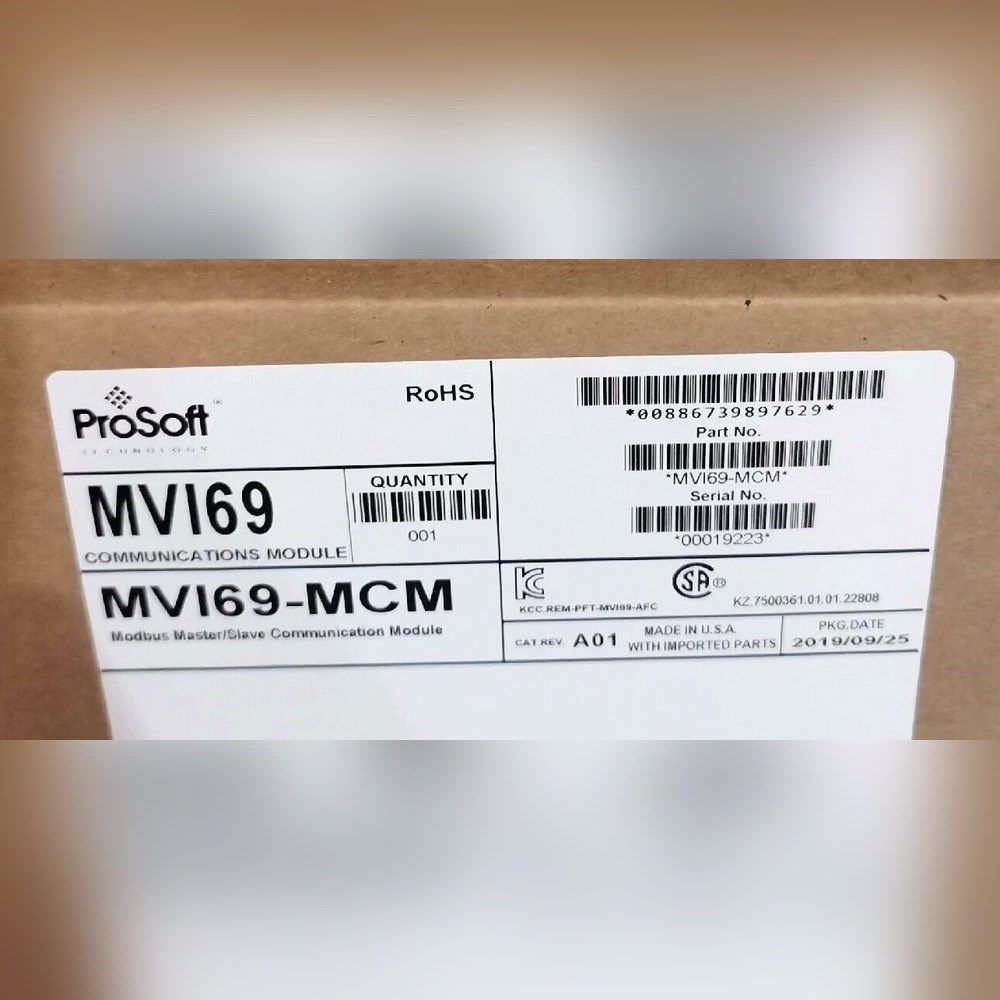 ProSoft®
TECHNOLOGY
RoHS
MVI69
COMMUNICATIONS MODULE
QUANTITY
001
MVI69-MCM
Modbus Master/Slave Communication Module
*00886739897629*
Part No.
*MVI69-MCM*
Serial No.
*00019223*
KCC.REM-PFT-MVI69-AFC
SA®
KZ.7500361.01.01.22808
CAT REV. A01
MADE IN U.S.A.
WITH IMPORTED PARTS
PKG.DATE
2019/09/25